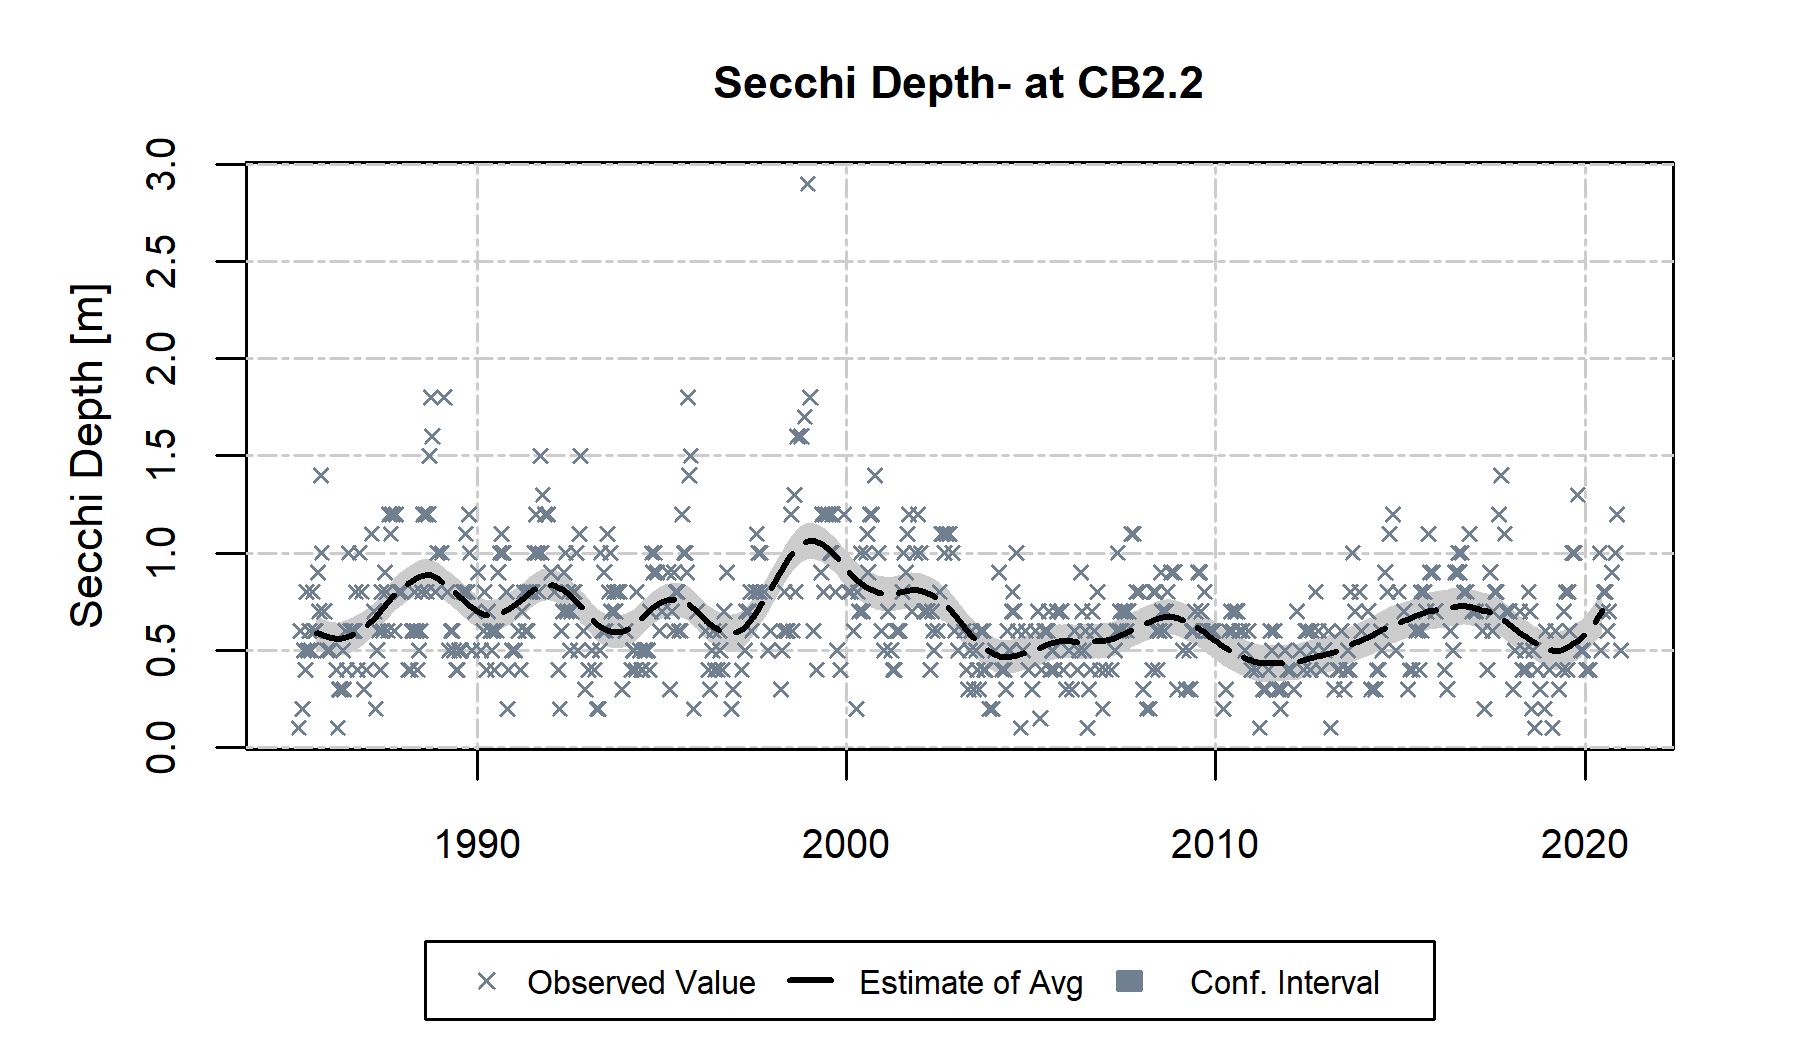 Secchi Depth- at CB2.2
Secchi Depth [m]
3.0
2.5
2.0
1.5
1.0
0.5
0.0
1990 2000 2010 2020
Observed Value Estimate of Avg Conf. Interval